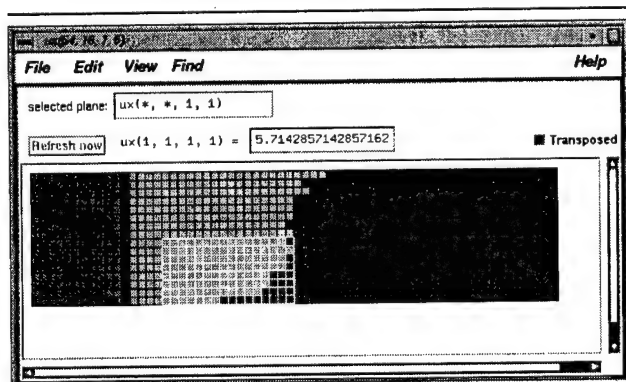 File Edit View Find Help
selected plane: ux(*, *, 1, 1)
Refresh now ux(1, 1, 1, 1) = 5.7142857142857162 Transposed